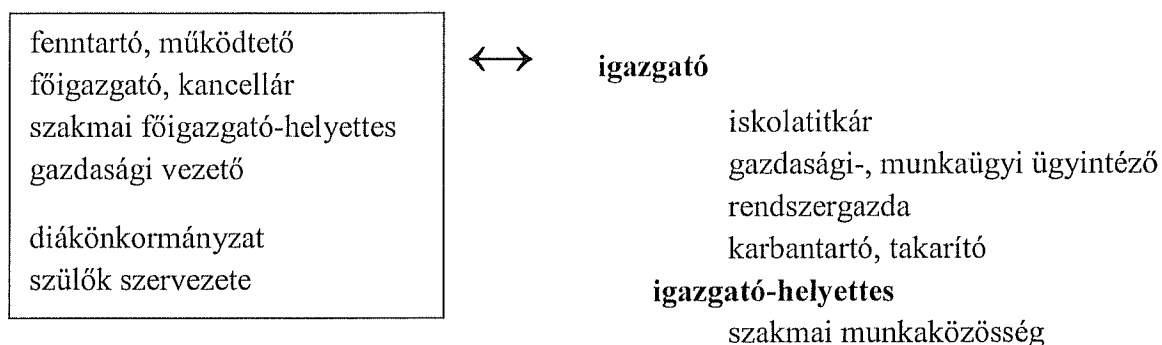 fenntartó, működtető
főigazgató, kancellár
szakmai főigazgató-helyettes
gazdasági vezető
diákönkormányzat
szülők szervezete
↔
igazgató
iskolatitkár
gazdasági-, munkaügyi ügyintéző
rendszergazda
karbantartó, takarító
igazgató-helyettes
szakmai munkaközösség